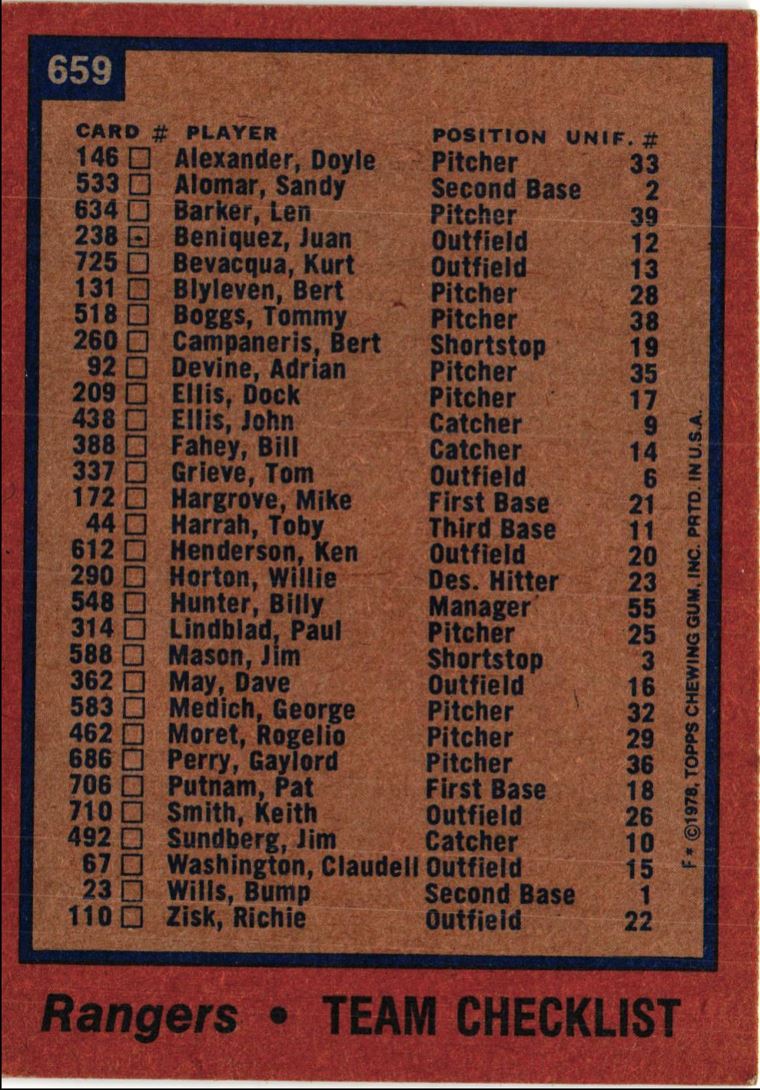 659
CARD # PLAYER POSITION UNIF. #
146 Alexander, Doyle Pitcher 33
533 Alomar, Sandy Second Base 2
634 Barker, Len Pitcher 39
238 Beniquez, Juan Outfield 12
725 Bevacqua, Kurt Outfield 13
131 Blyleven, Bert Pitcher 28
518 Boggs, Tommy Pitcher 38
260 Campaneris, Bert Shortstop 19
92 Devine, Adrian Pitcher 35
209 Ellis, Dock Pitcher 17
438 Ellis, John Catcher 9
388 Fahey, Bill Catcher 14
337 Grieve, Tom Outfield 6
172 Hargrove, Mike First Base 21
44 Harrah, Toby Third Base 11
612 Henderson, Ken Outfield 20
290 Horton, Willie Des. Hitter 23
548 Hunter, Billy Manager 55
314 Lindblad, Paul Pitcher 25
588 Mason, Jim Shortstop 3
362 May, Dave Outfield 16
583 Medich, George Pitcher 32
462 Moret, Rogelio Pitcher 29
686 Perry, Gaylord Pitcher 36
706 Putnam, Pat First Base 18
710 Smith, Keith Outfield 26
492 Sundberg, Jim Catcher 10
67 Washington, Claudell Outfield 15
23 Wills, Bump Second Base 1
110 Zisk, Richie Outfield 22
F* ©1978, TOPPS CHEWING GUM, INC. PRTD. IN U.S.A.
Rangers • TEAM CHECKLIST